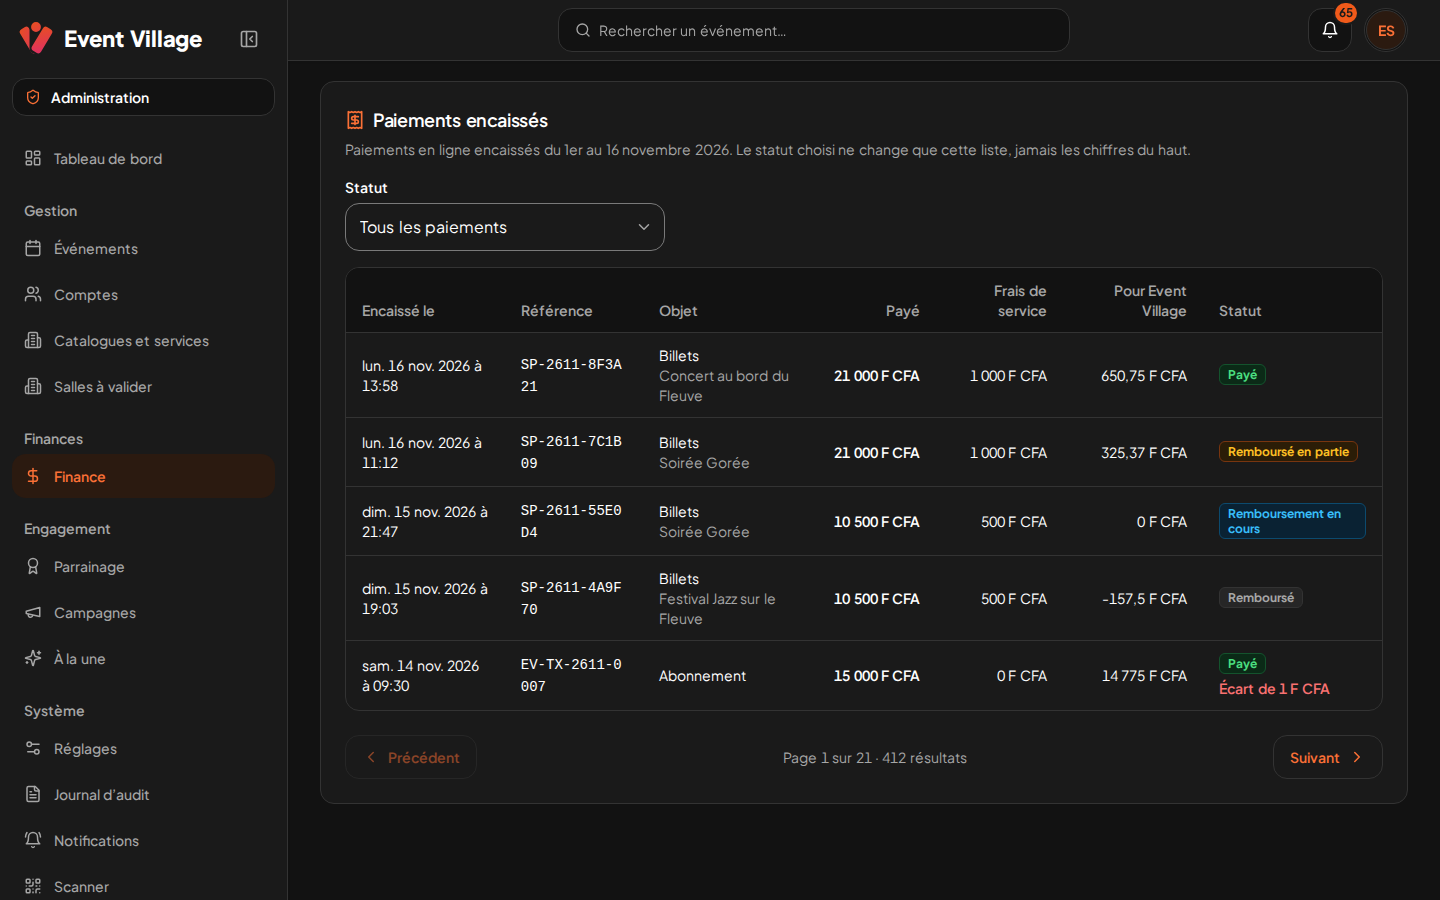 Event Village
Administration
Tableau de bord
Gestion
Événements
Comptes
Catalogues et services
Salles à valider
Finances
Finance
Engagement
Parrainage
Campagnes
À la une
Système
Réglages
Journal d'audit
Notifications
Scanner
Rechercher un événement...
65
ES
Paiements encaissés
Paiements en ligne encaissés du 1er au 16 novembre 2026. Le statut choisi ne change que cette liste, jamais les chiffres du haut.
Statut
Tous les paiements
Encaissé le
Référence
Objet
Payé
Frais de
service
Pour Event
Village
Statut
lun. 16 nov. 2026 à
13:58
SP-2611-8F3A
21
Billets
Concert au bord du
Fleuve
21 000 F CFA
1 000 F CFA
650,75 F CFA
Payé
lun. 16 nov. 2026 à
11:12
SP-2611-7C1B
09
Billets
Soirée Gorée
21 000 F CFA
1 000 F CFA
325,37 F CFA
Remboursé en partie
dim. 15 nov. 2026 à
21:47
SP-2611-55E0
D4
Billets
Soirée Gorée
10 500 F CFA
500 F CFA
0 F CFA
Remboursement en
cours
dim. 15 nov. 2026 à
19:03
SP-2611-4A9F
70
Billets
Festival Jazz sur le
Fleuve
10 500 F CFA
500 F CFA
-157,5 F CFA
Remboursé
sam. 14 nov. 2026
à 09:30
EV-TX-2611-0
007
Abonnement
15 000 F CFA
0 F CFA
14 775 F CFA
Payé
Écart de 1 F CFA
Précédent
Page 1 sur 21 · 412 résultats
Suivant